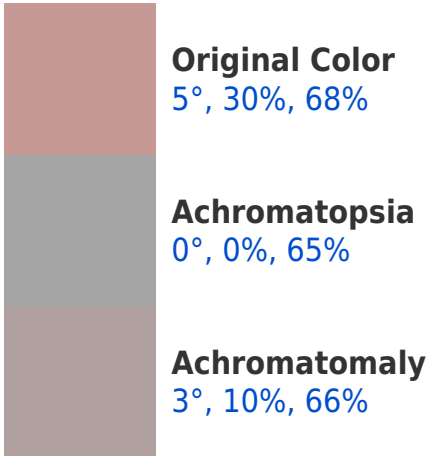 Original Color
5°, 30%, 68%
Achromatopsia
0°, 0%, 65%
Achromatomaly
3°, 10%, 66%